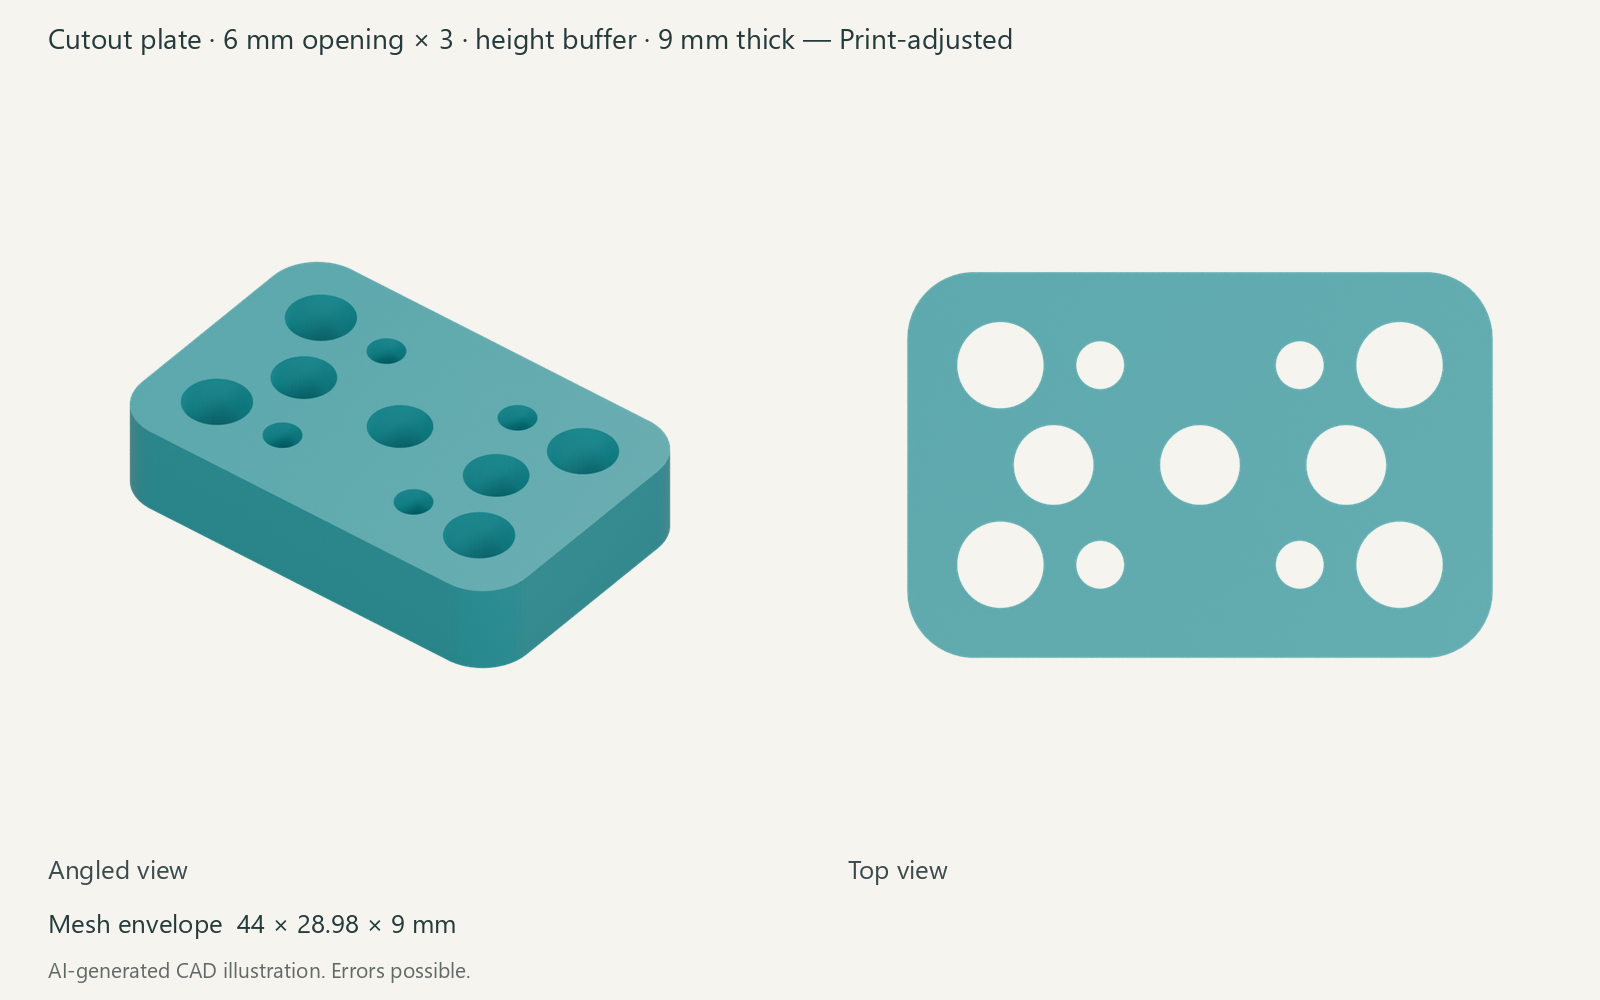 Cutout plate · 6 mm opening × 3 · height buffer · 9 mm thick — Print-adjusted
Angled view
Top view
Mesh envelope  44 × 28.98 × 9 mm
AI-generated CAD illustration. Errors possible.